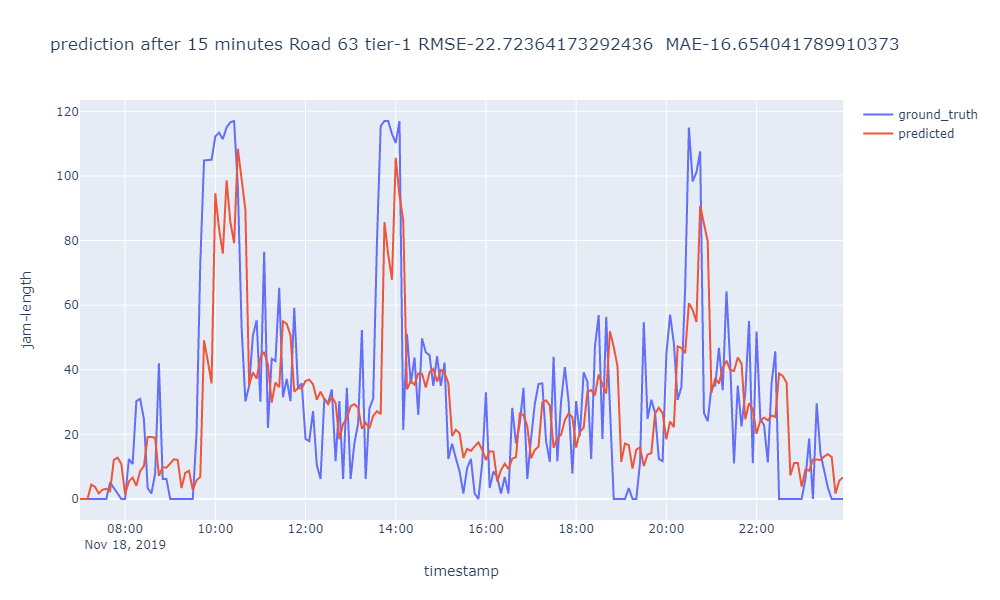 prediction after 15 minutes Road 63 tier-1 RMSE-22.72364173292436  MAE-16.654041789910373
ground_truth
predicted
120
100
80
60
40
20
0
jam-length
08:00 10:00 12:00 14:00 16:00 18:00 20:00 22:00
Nov 18, 2019
timestamp